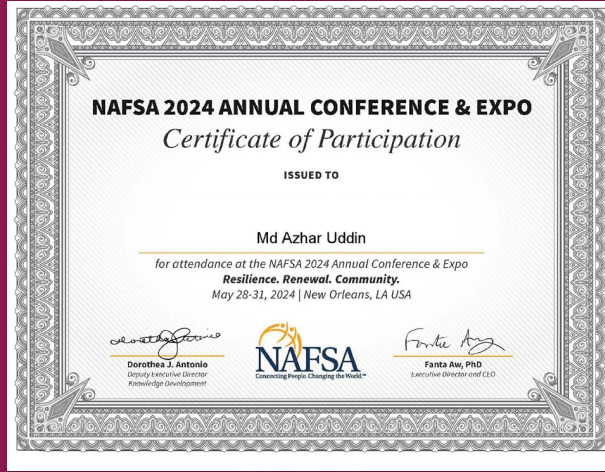 NAFSA 2024 ANNUAL CONFERENCE & EXPO
Certificate of Participation
ISSUED TO
Md Azhar Uddin
for attendance at the NAFSA 2024 Annual Conference & Expo
Resilience. Renewal. Community.
May 28-31, 2024 | New Orleans, LA USA
Dorothea J. Antonio
Deputy Executive Director
Knowledge Development
NAFSA
Connecting People. Changing the World.™
Fanta Aw, PhD
Executive Director and CEO